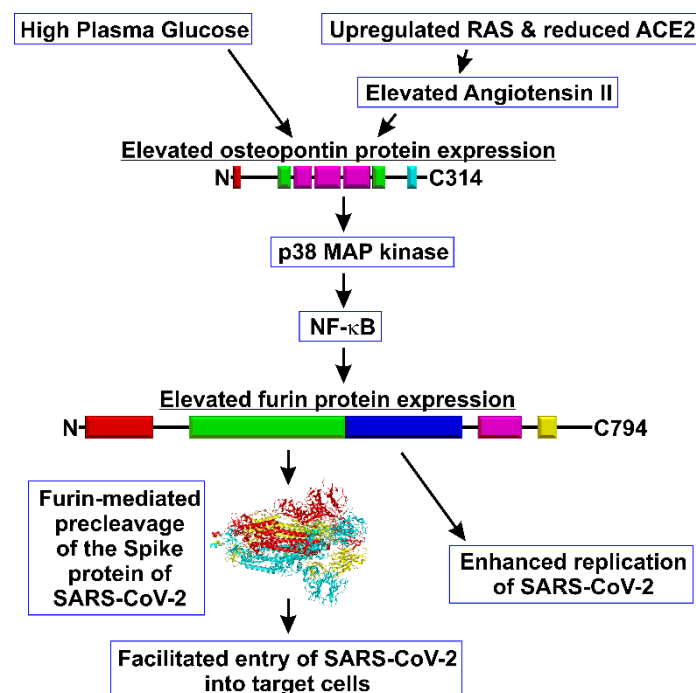 High Plasma Glucose
Upregulated RAS & reduced ACE2
Elevated Angiotensin II
Elevated osteopontin protein expression
N C314
p38 MAP kinase
NF-κB
Elevated furin protein expression
N C794
Furin-mediated
precleavage
of the Spike
protein of
SARS-CoV-2
Enhanced replication
of SARS-CoV-2
Facilitated entry of SARS-CoV-2
into target cells